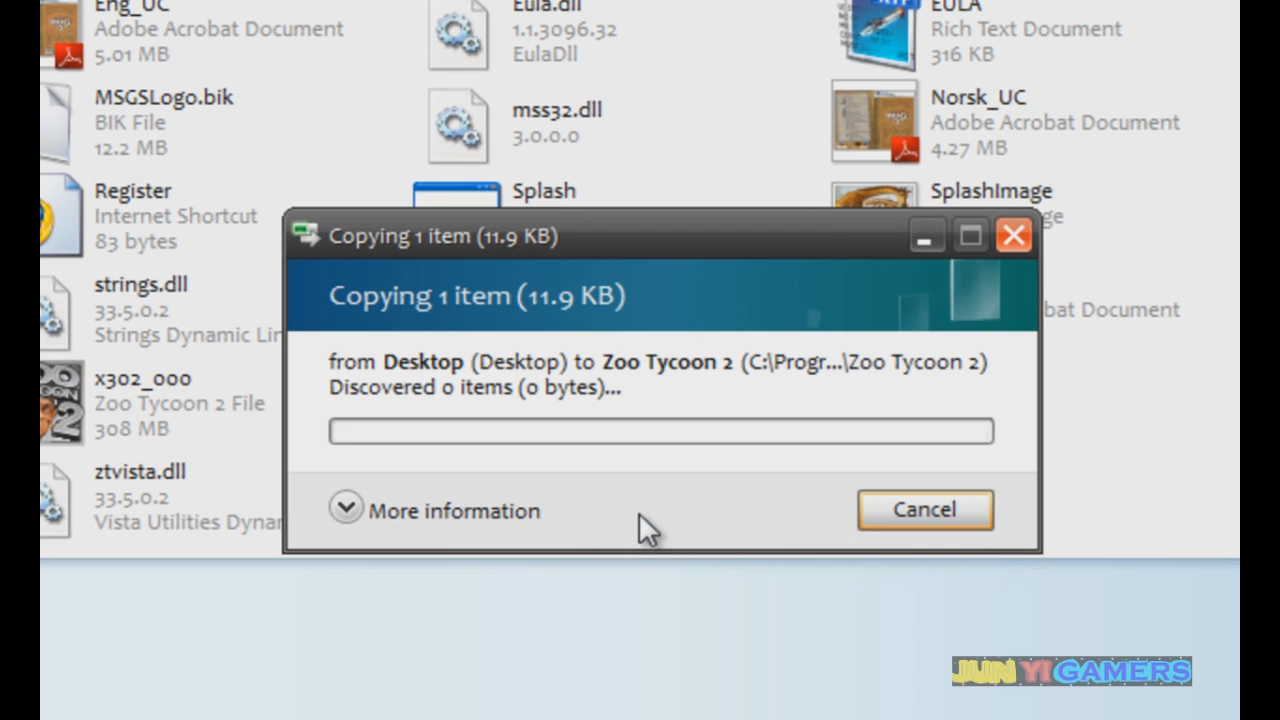 Eng_UC
Adobe Acrobat Document
5.01 MB
Eula.dll
1.1.3096.32
EulaDll
EULA
Rich Text Document
316 KB
MSGSLogo.bik
BIK File
12.2 MB
mss32.dll
3.0.0.0
Norsk_UC
Adobe Acrobat Document
4.27 MB
Register
Internet Shortcut
83 bytes
Splash
SplashImage
strings.dll
33.5.0.2
Strings Dynamic
x302_000
Zoo Tycoon 2 File
308 MB
ztvista.dll
33.5.0.2
Vista Utilities
Document
Copying 1 item (11.9 KB)
Copying 1 item (11.9 KB)
from Desktop (Desktop) to Zoo Tycoon 2 (C:\Progr...\Zoo Tycoon 2)
Discovered 0 items (0 bytes)...
More information
Cancel
JUN YI GAMERS